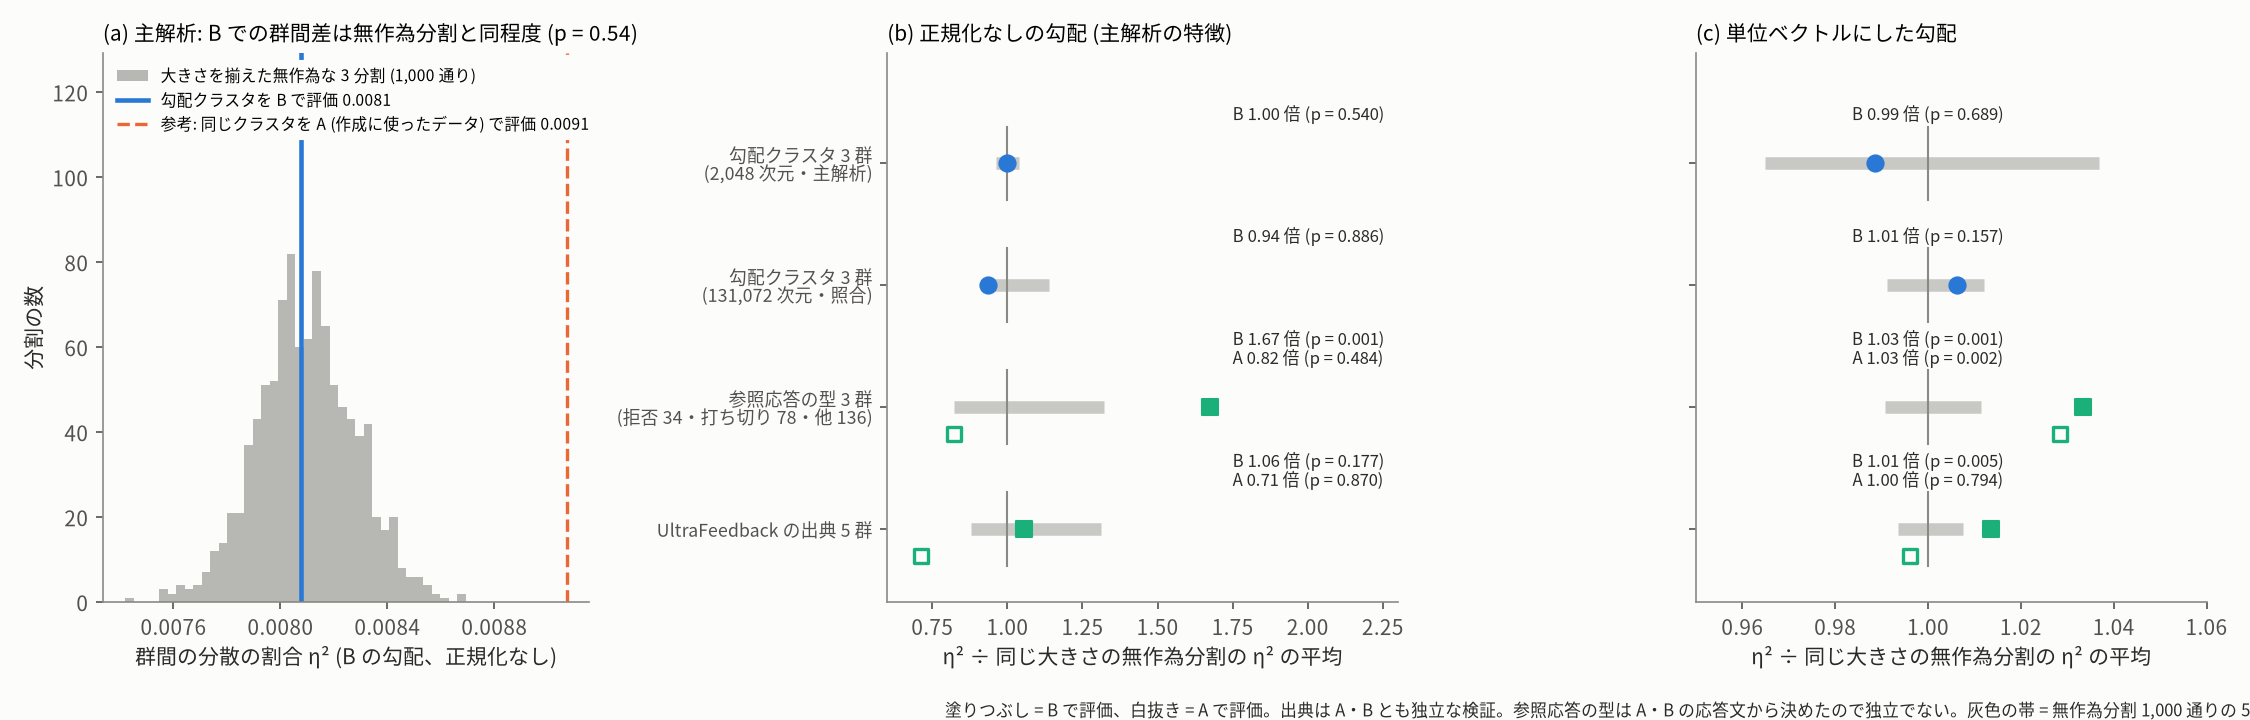 (a) 主解析: B での群間差は無作為分割と同程度 (p = 0.54)
大きさを揃えた無作為な 3 分割 (1,000 通り)
勾配クラスタを B で評価 0.0081
参考: 同じクラスタを A (作成に使ったデータ) で評価 0.0091
分割の数
120
100
80
60
40
20
0
0.0076
0.0080
0.0084
0.0088
群間の分散の割合 η² (B の勾配、正規化なし)
(b) 正規化なしの勾配 (主解析の特徴)
勾配クラスタ 3 群
(2,048 次元・主解析)
勾配クラスタ 3 群
(131,072 次元・照合)
参照応答の型 3 群
(拒否 34・打ち切り 78・他 136)
UltraFeedback の出典 5 群
B 1.00 倍 (p = 0.540)
B 0.94 倍 (p = 0.886)
B 1.67 倍 (p = 0.001)
A 0.82 倍 (p = 0.484)
B 1.06 倍 (p = 0.177)
A 0.71 倍 (p = 0.870)
0.75
1.00
1.25
1.50
1.75
2.00
2.25
η² ÷ 同じ大きさの無作為分割の η² の平均
(c) 単位ベクトルにした勾配
B 0.99 倍 (p = 0.689)
B 1.01 倍 (p = 0.157)
B 1.03 倍 (p = 0.001)
A 1.03 倍 (p = 0.002)
B 1.01 倍 (p = 0.005)
A 1.00 倍 (p = 0.794)
0.96
0.98
1.00
1.02
1.04
1.06
η² ÷ 同じ大きさの無作為分割の η² の平均
塗りつぶし = B で評価、白抜き = A で評価。出典は A・B とも独立な検証。参照応答の型は A・B の応答文から決めたので独立でない。灰色の帯 = 無作為分割 1,000 通りの 5